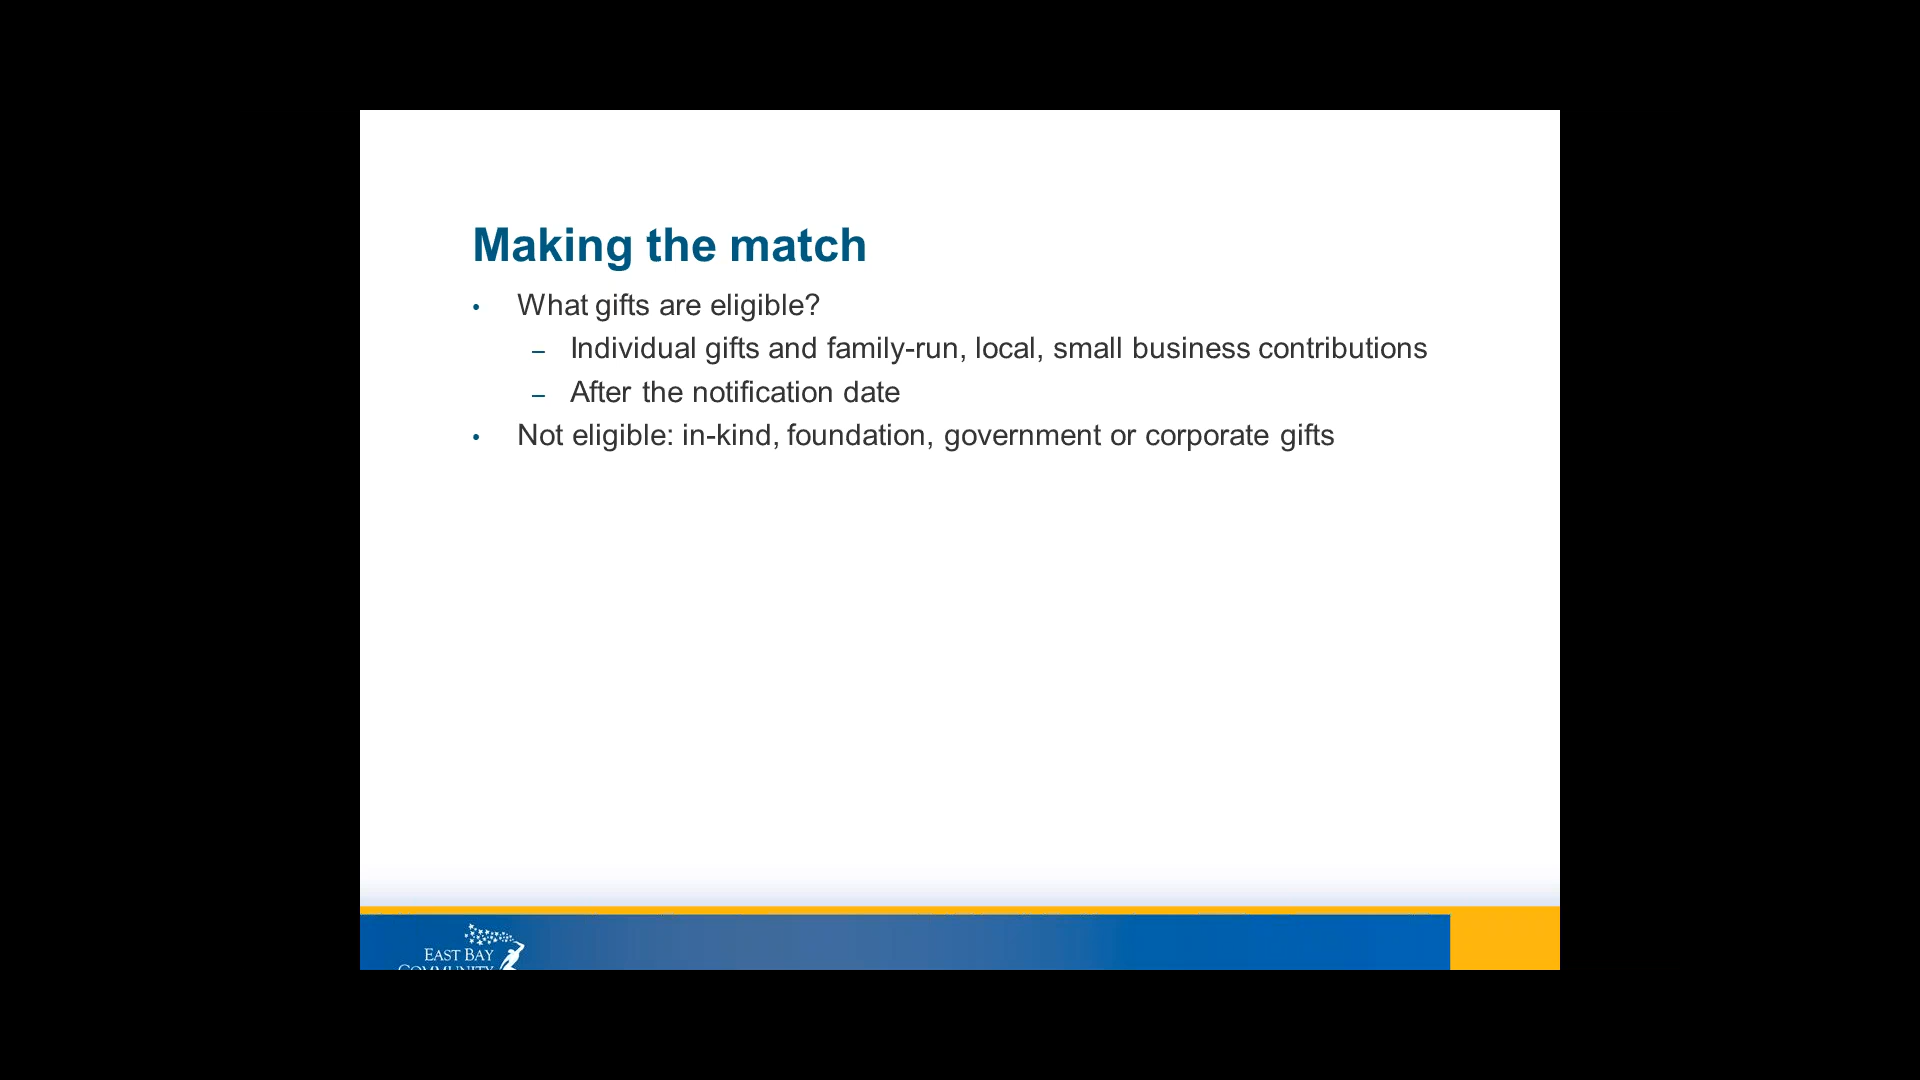 Making the match
• What gifts are eligible?
– Individual gifts and family-run, local, small business contributions
– After the notification date
• Not eligible: in-kind, foundation, government or corporate gifts
EAST BAY
COMMUNITY